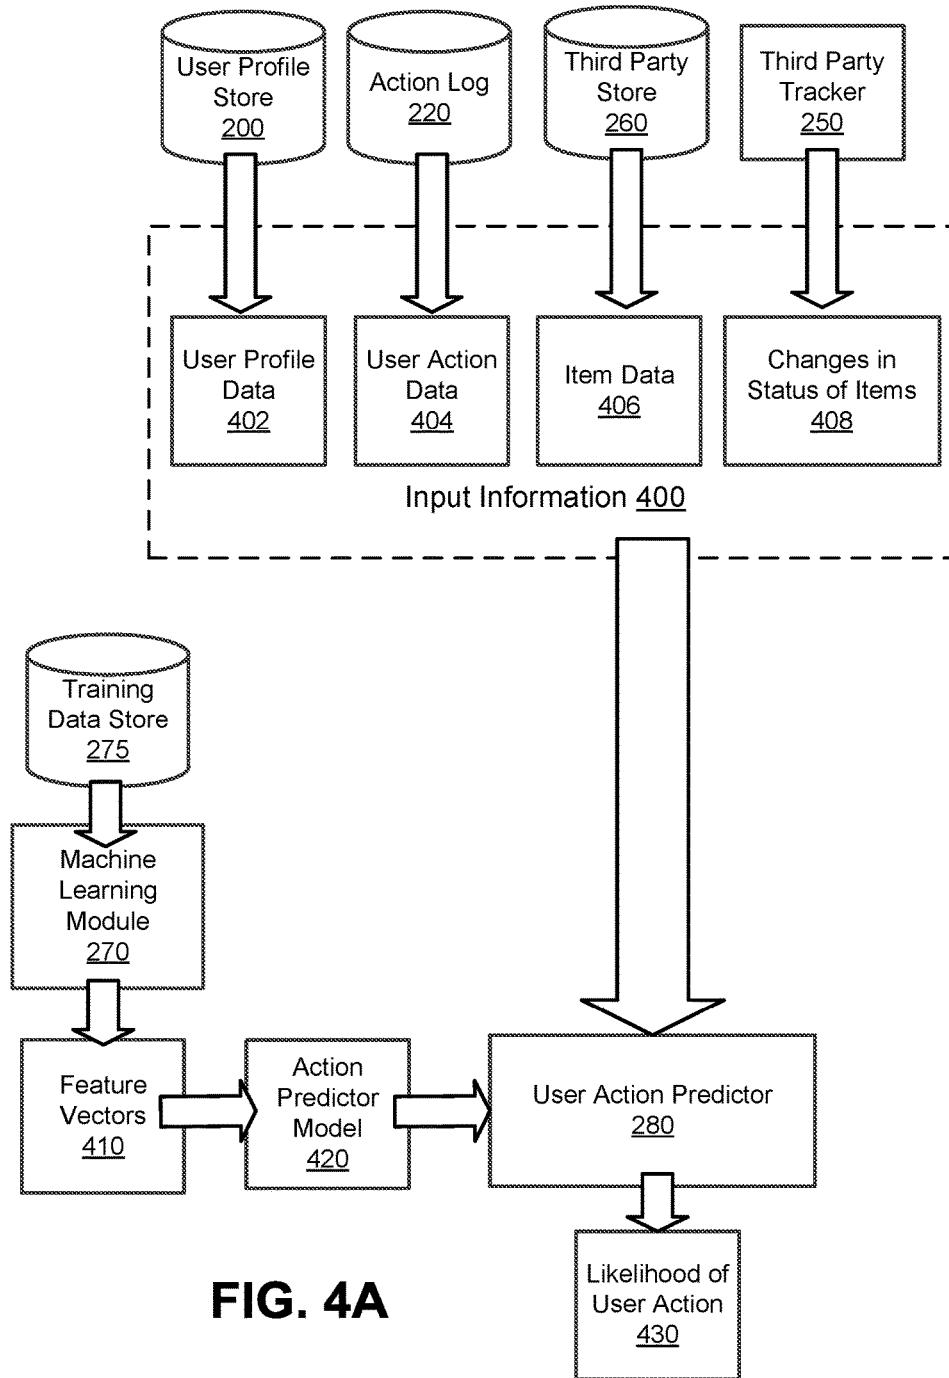 User Profile
Store
200
Action Log
220
Third Party
Store
260
Third Party
Tracker
250
User Profile
Data
402
User Action
Data
404
Item Data
406
Changes in
Status of Items
408
Input Information 400
Training
Data Store
275
Machine
Learning
Module
270
Feature
Vectors
410
Action
Predictor
Model
420
User Action Predictor
280
Likelihood of
User Action
430
FIG. 4A